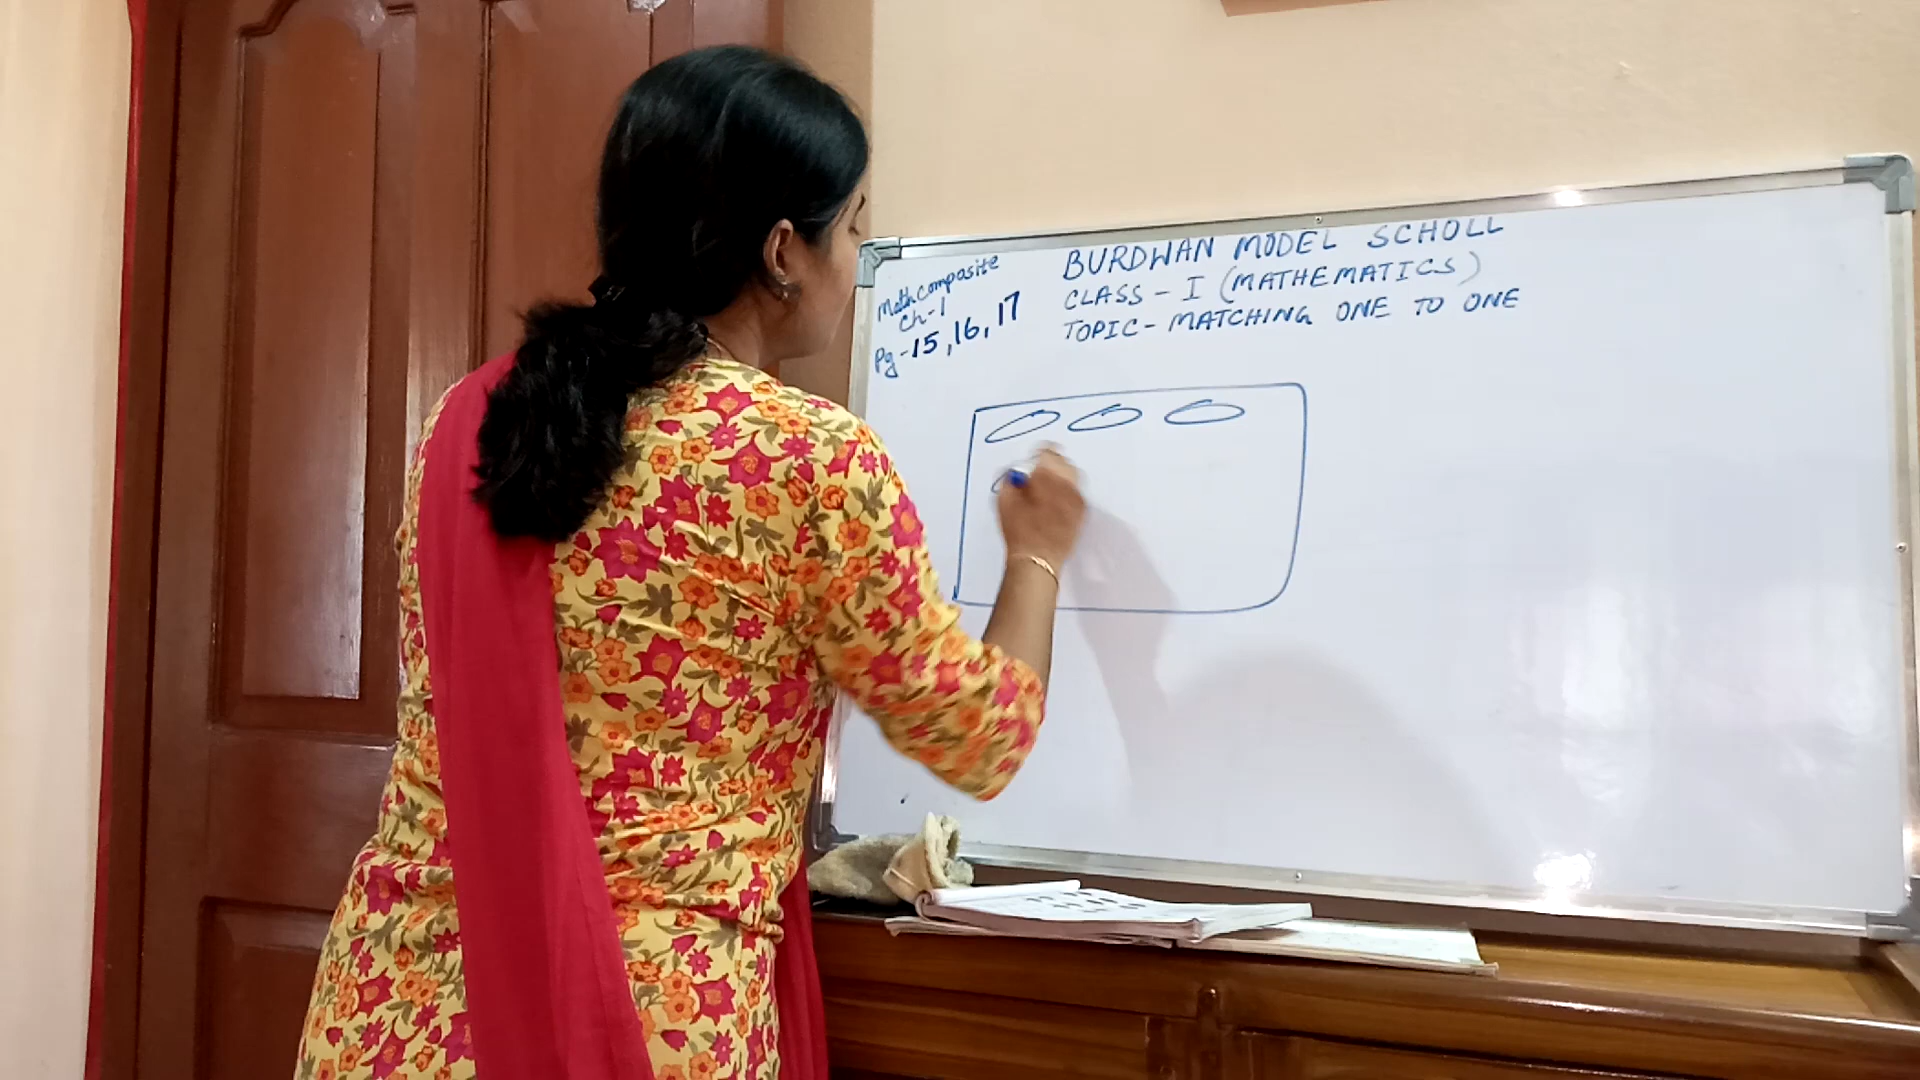 Math composite
Ch-1
Pg-15,16,17
BURDWAN MODEL SCHOLL
CLASS-I (MATHEMATICS)
TOPIC-MATCHING ONE TO ONE